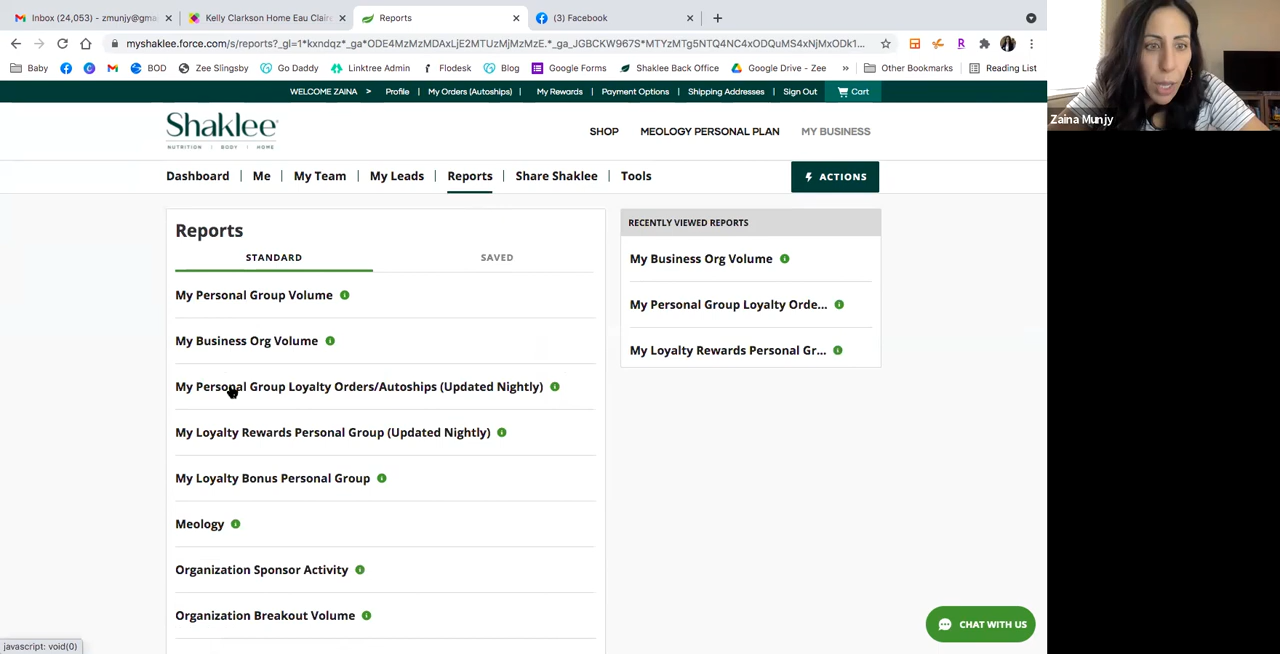 Inbox (24,053) - zmunjy@gma
Kelly Clarkson Home Eau Clair
Reports
(3) Facebook
myshaklee.force.com/s/reports?_gl=1*kxndqz*_ga*ODE4MzMzMDAxLjE2MTUzMjMzMzE.*_ga_JGBCKW967S*MTYzMTg5NTQ4NC4xODQuMS4xNjMxODk1...
Baby
BOD
Zee Slingsby
Go Daddy
Linktree Admin
Flodesk
Blog
Google Forms
Shaklee Back Office
Google Drive - Zee
»
Other Bookmarks
Reading List
WELCOME ZAINA > Profile | My Orders (Autoships) | My Rewards | Payment Options | Shipping Addresses | Sign Out Cart
Shaklee
NUTRITION | BODY | HOME
SHOP MEOLOGY PERSONAL PLAN MY BUSINESS
Dashboard | Me | My Team | My Leads | Reports | Share Shaklee | Tools
ACTIONS
Zaina Munjy
Reports
STANDARD SAVED
My Personal Group Volume
My Business Org Volume
My Personal Group Loyalty Orders/Autoships (Updated Nightly)
My Loyalty Rewards Personal Group (Updated Nightly)
My Loyalty Bonus Personal Group
Meology
Organization Sponsor Activity
Organization Breakout Volume
RECENTLY VIEWED REPORTS
My Business Org Volume
My Personal Group Loyalty Orde...
My Loyalty Rewards Personal Gr...
CHAT WITH US
javascript: void(0)